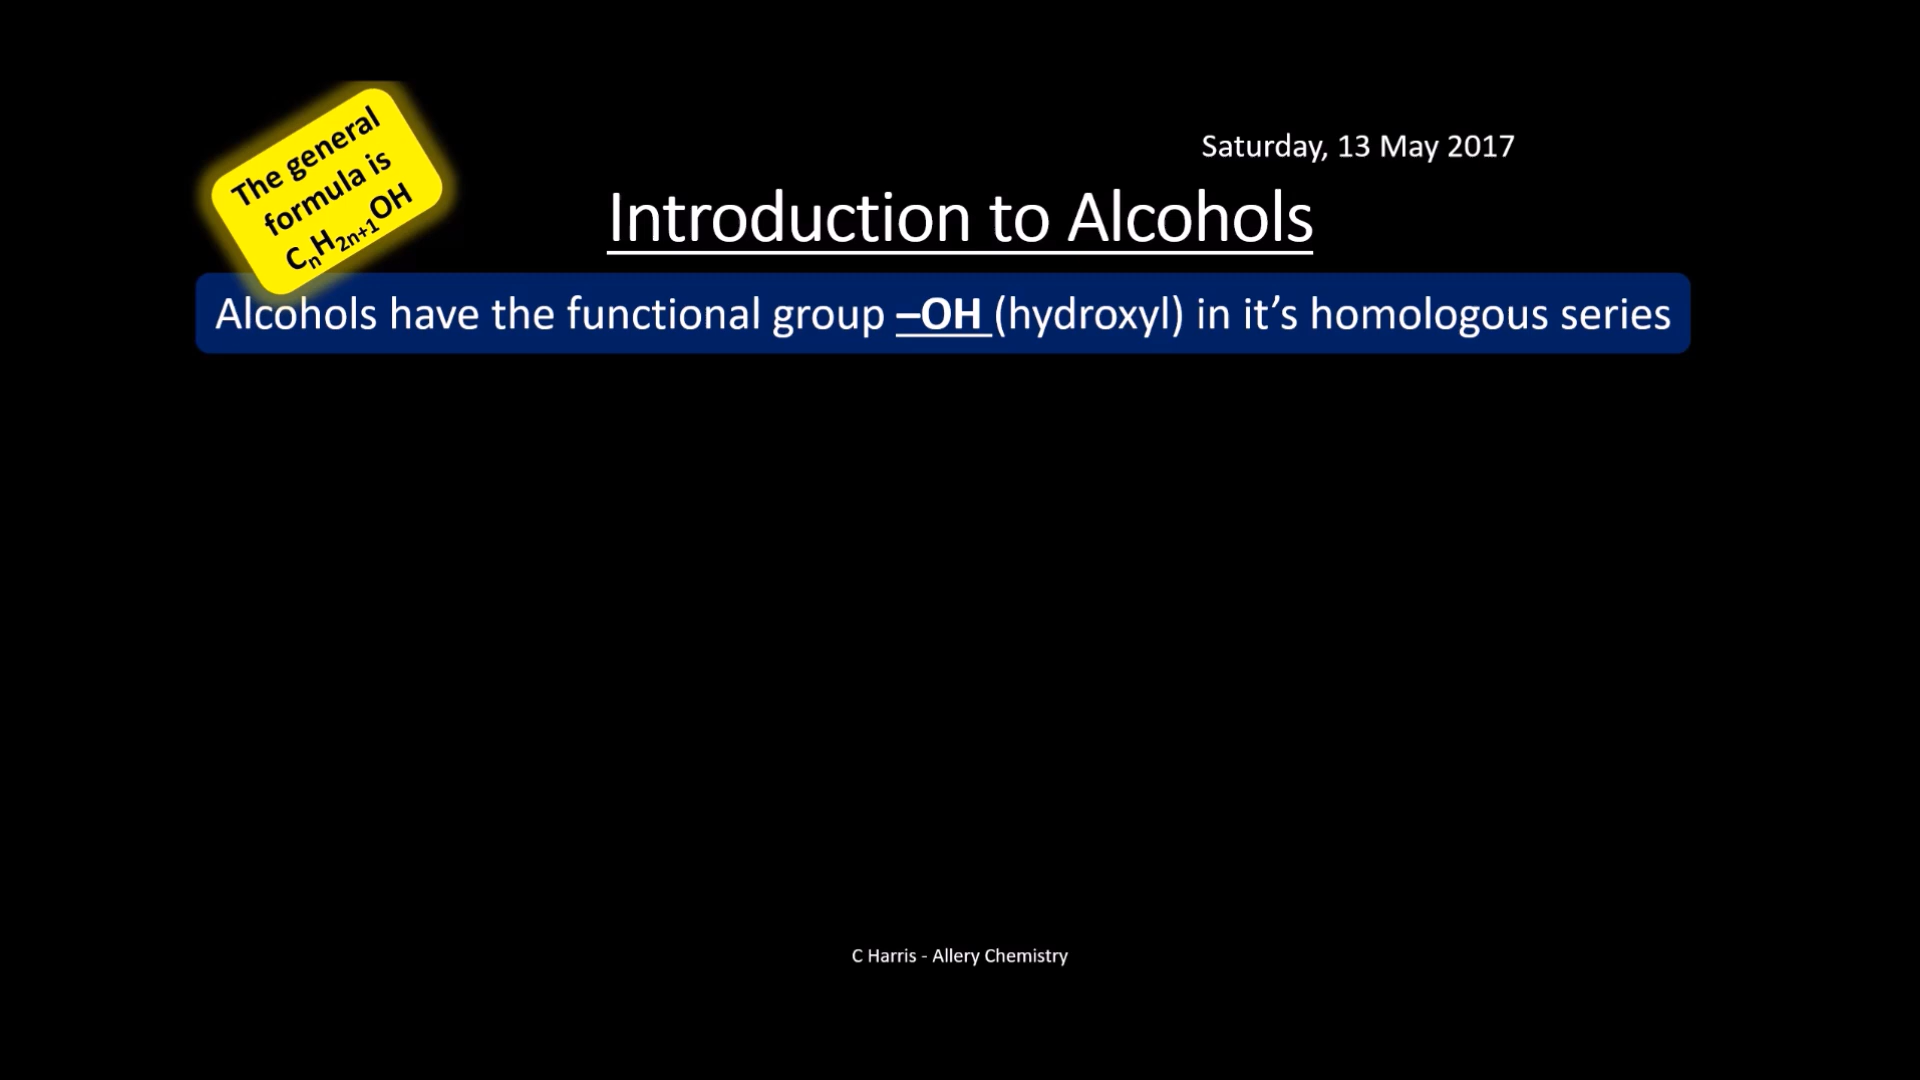 The general
formula is
CₙH₂ₙ₊₁OH
Saturday, 13 May 2017
Introduction to Alcohols
Alcohols have the functional group –OH (hydroxyl) in it’s homologous series
C Harris - Allery Chemistry